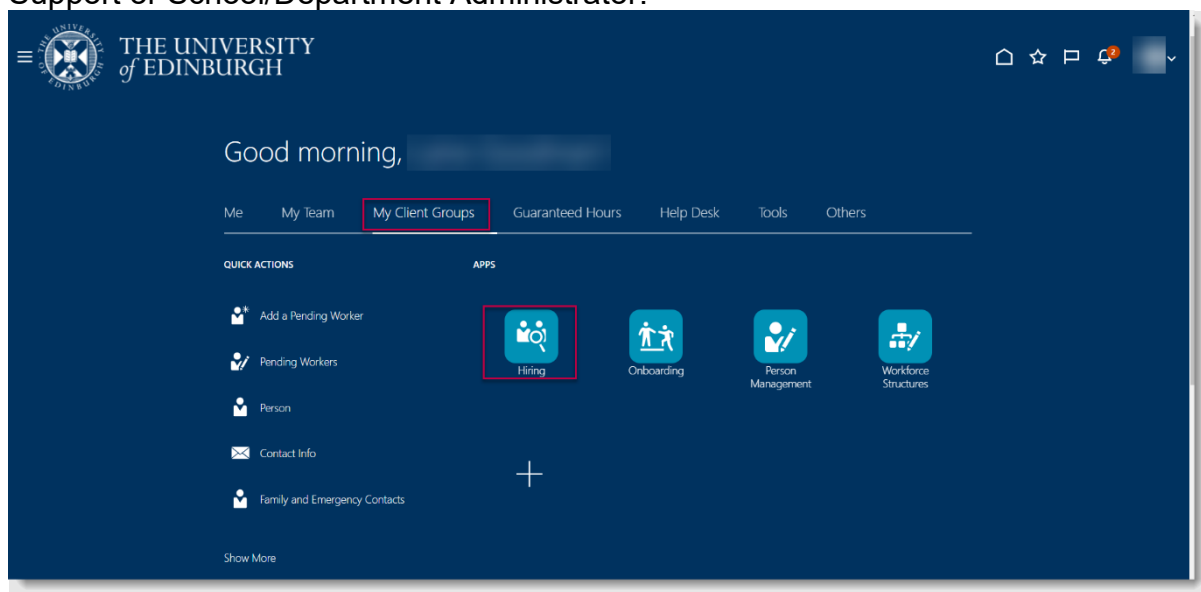 Support or School/Department Administrator.
THE UNIVERSITY
of EDINBURGH
2
Good morning,
Me My Team My Client Groups Guaranteed Hours Help Desk Tools Others
QUICK ACTIONS APPS
Add a Pending Worker
Pending Workers
Person
Contact Info
Family and Emergency Contacts
Show More
Hiring
Onboarding
Person
Management
Workforce
Structures